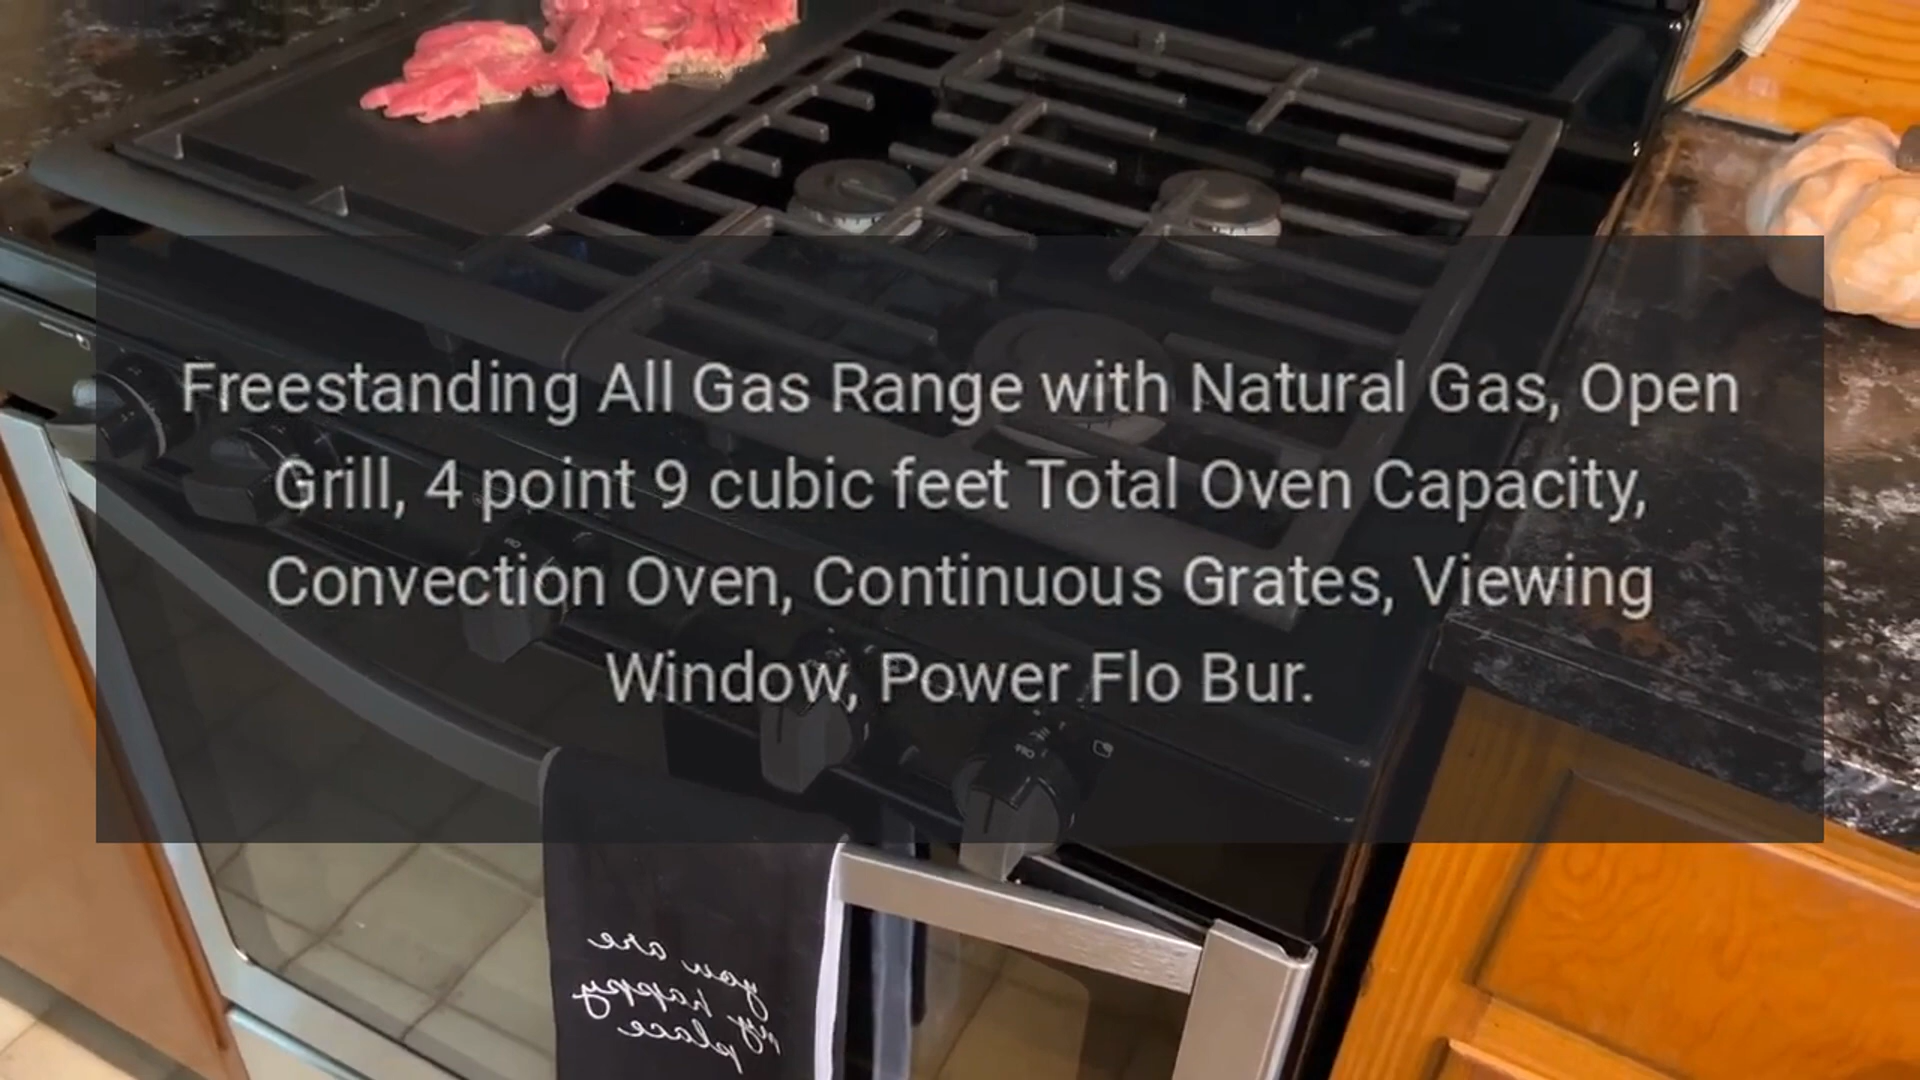 Freestanding All Gas Range with Natural Gas, Open
Grill, 4 point 9 cubic feet Total Oven Capacity,
Convection Oven, Continuous Grates, Viewing
Window, Power Flo Bur.
you are
my happy
place